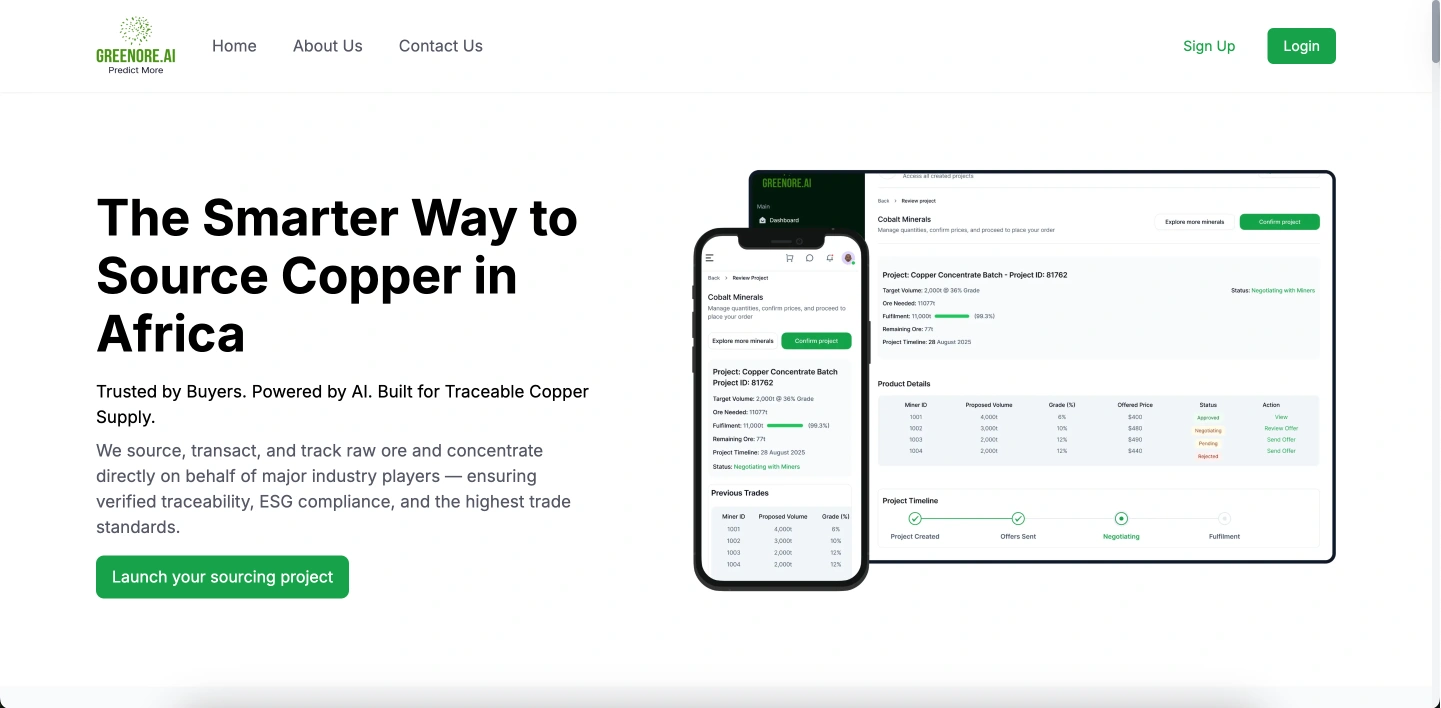 GREENORE.AI
Predict More
Home
About Us
Contact Us
Sign Up
Login
The Smarter Way to
Source Copper in
Africa
Trusted by Buyers. Powered by AI. Built for Traceable Copper
Supply.
We source, transact, and track raw ore and concentrate
directly on behalf of major industry players — ensuring
verified traceability, ESG compliance, and the highest trade
standards.
Launch your sourcing project
GREENORE.AI
Main
Dashboard
Access all created projects
Back > Review project
Cobalt Minerals
Manage quantities, confirm prices, and proceed to place your order
Explore more minerals
Confirm project
Project: Copper Concentrate Batch - Project ID: 81762
Target Volume: 2,000t @ 36% Grade
Status: Negotiating with Miners
Ore Needed: 11077t
Fulfilment: 11,000t (99.3%)
Remaining Ore: 77t
Project Timeline: 28 August 2025
Product Details
Miner ID Proposed Volume Grade (%) Offered Price Status Action
1001 4,000t 6% $400 Approved View
1002 3,000t 10% $480 Negotiating Review Offer
1003 2,000t 12% $490 Pending Send Offer
1004 2,000t 12% $440 Rejected Send Offer
Project Timeline
Project Created
Offers Sent
Negotiating
Fulfilment
Back > Review Project
Cobalt Minerals
Manage quantities, confirm prices, and proceed to
place your order
Explore more minerals
Confirm project
Project: Copper Concentrate Batch
Project ID: 81762
Target Volume: 2,000t @ 36% Grade
Ore Needed: 11077t
Fulfilment: 11,000t (99.3%)
Remaining Ore: 77t
Project Timeline: 28 August 2025
Status: Negotiating with Miners
Previous Trades
Miner ID Proposed Volume Grade (%)
1001 4,000t 6%
1002 3,000t 10%
1003 2,000t 12%
1004 2,000t 12%